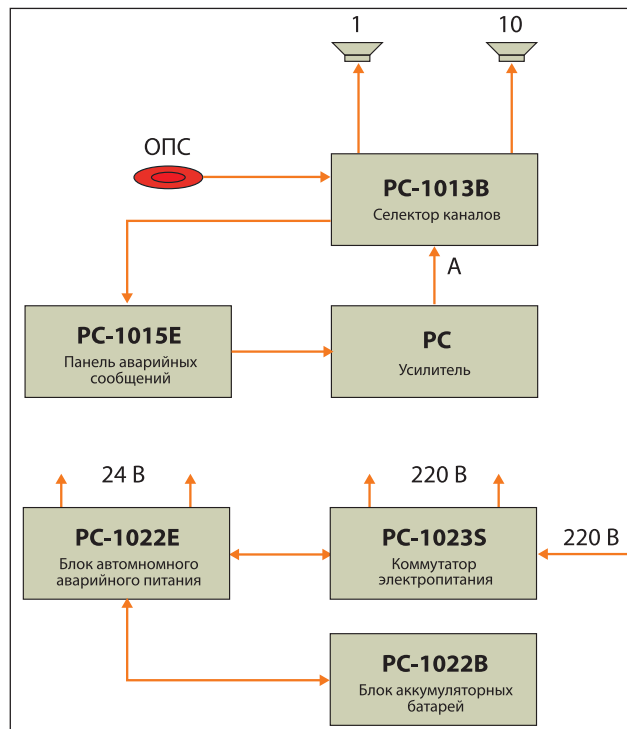 1 10
ОПС
PC-1013B
Селектор каналов
A
PC-1015E
Панель аварийных
сообщений
PC
Усилитель
24 В 220 В
PC-1022E
Блок автомномного
аварийного питания
PC-1023S
Коммутатор
электропитания
220 В
PC-1022B
Блок аккумуляторных
батарей